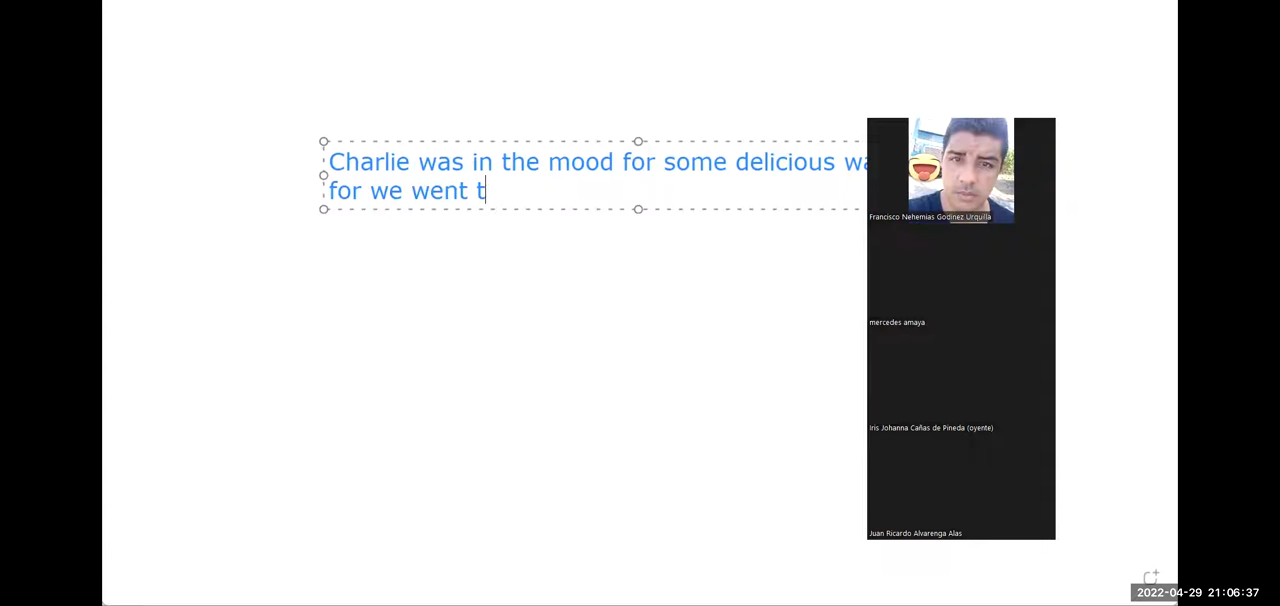 Charlie was in the mood for some delicious
for we went t
Francisco Nehemias Godinez Urquilla
mercedes amaya
Iris Johanna Cañas de Pineda (oyente)
Juan Ricardo Alvarenga Alas
2022-04-29 21:06:37